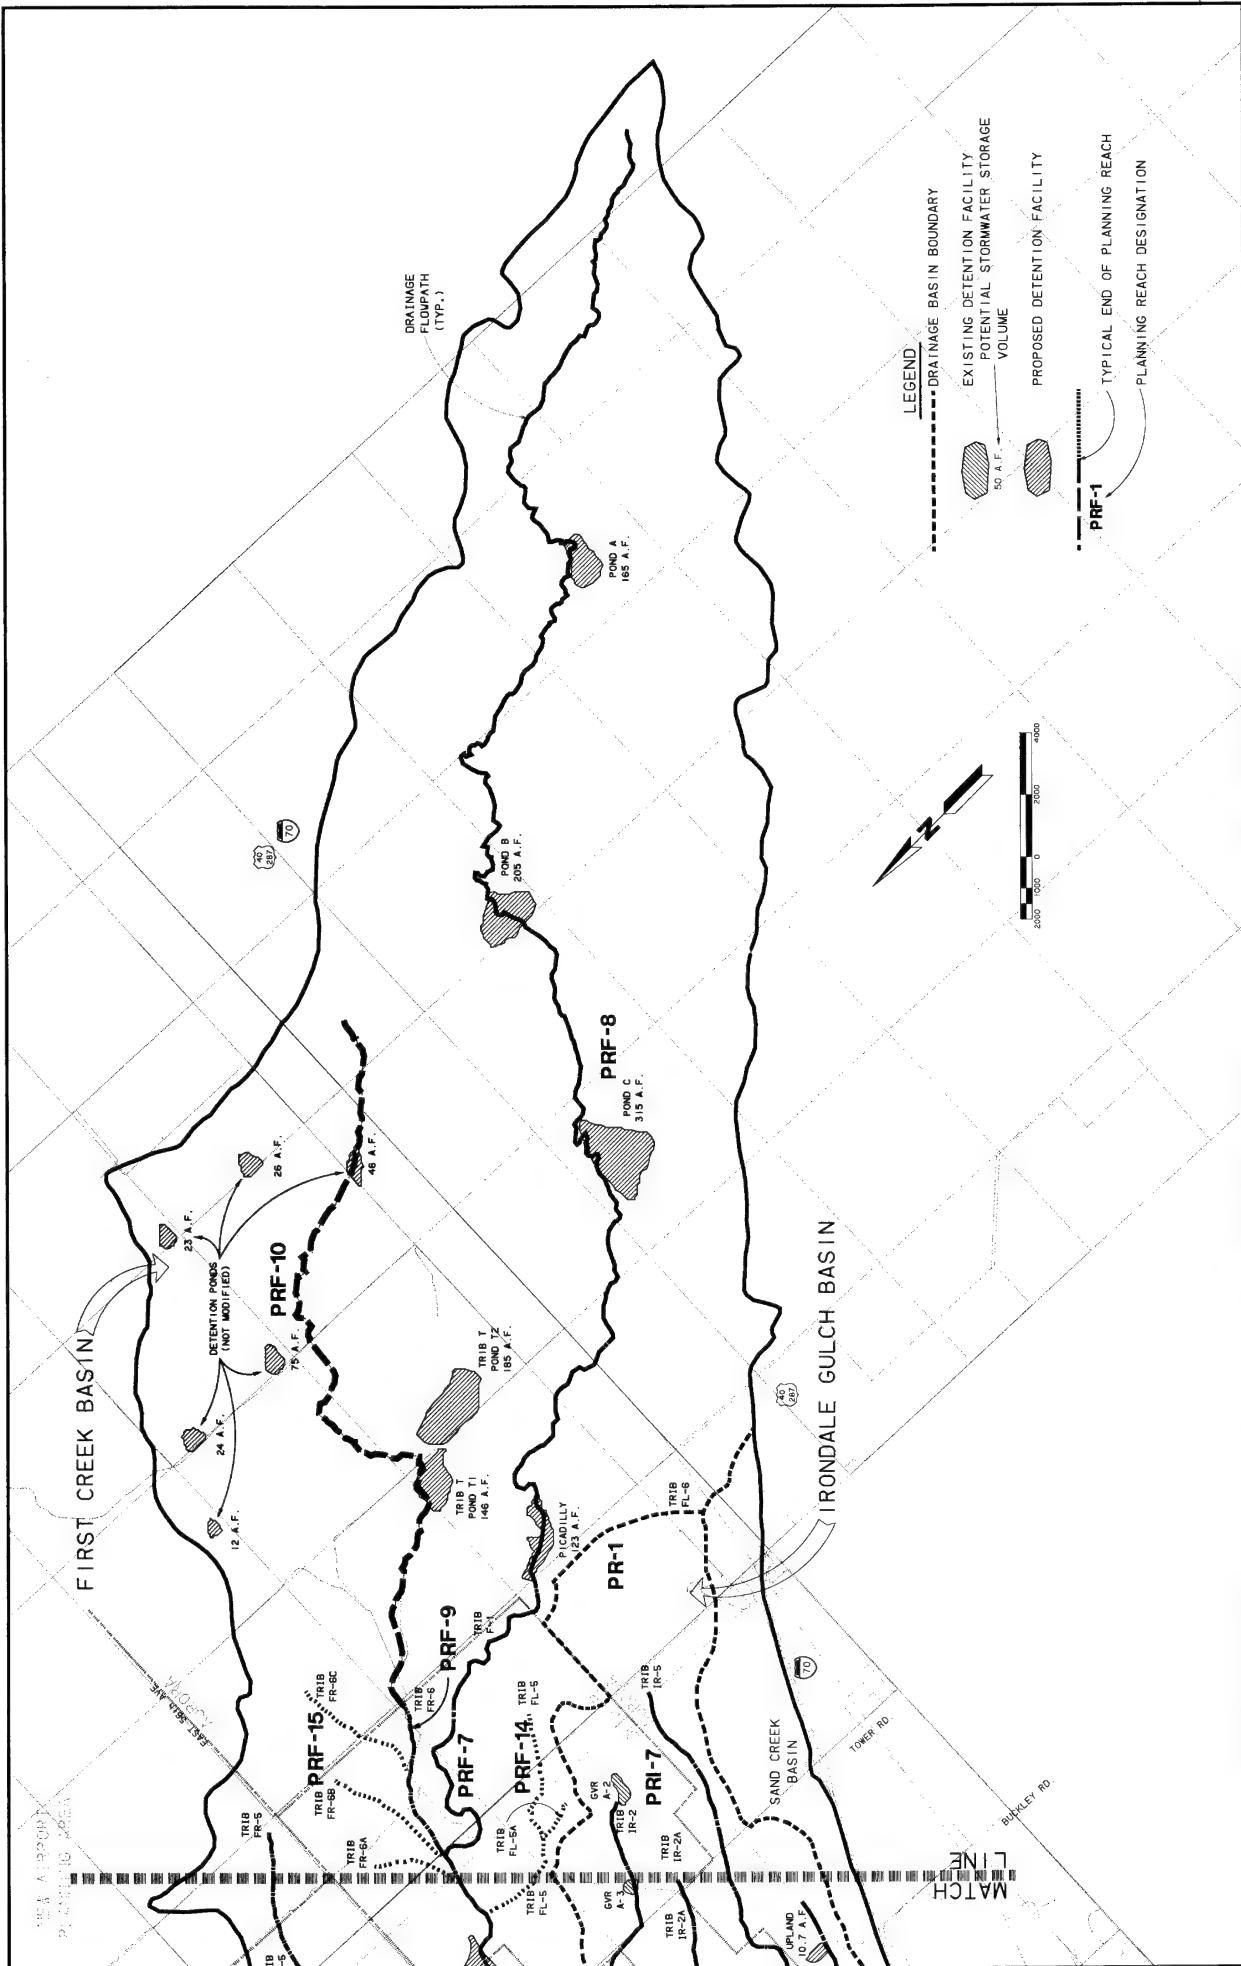 FIRST CREEK BASIN
IRONDALE GULCH BASIN
DRAINAGE
FLOWPATH
(TYP.)
LEGEND
DRAINAGE BASIN BOUNDARY
EXISTING DETENTION FACILITY
POTENTIAL STORMWATER STORAGE
VOLUME
50 A.F.
PROPOSED DETENTION FACILITY
TYPICAL END OF PLANNING REACH
PLANNING REACH DESIGNATION
PRF-1
POND A
165 A.F.
POND B
205 A.F.
POND C
315 A.F.
PRF-8
40
287
70
N
2000
1000
0
2000
4000
26 A.F.
46 A.F.
23 A.F.
DETENTION PONDS
(NOT MODIFIED)
75 A.F.
24 A.F.
12 A.F.
PRF-10
TRIB T
POND T2
185 A.F.
TRIB T
POND T1
146 A.F.
PICADILLY
123 A.F.
TRIB
FL-6
PR-1
40
287
70
EAST 56th AVE.
TRIB
FR-6C
PRF-15
TRIB
FR-6B
TRIB
FR-6A
TRIB
FR-5
TRIB
FR-6
PRF-9
TRIB
F-1
PRF-7
PRF-14
TRIB
FL-5
TRIB
FL-5A
TRIB
FL-5
GVR
A-2
TRIB
IR-2
PRI-7
TRIB
IR-5
TRIB
IR-2A
GVR
A-3
TRIB
IR-2A
SAND CREEK
BASIN
TOWER RD.
BUCKLEY RD.
UPLAND
10.7 A.F.
MATCH
LINE